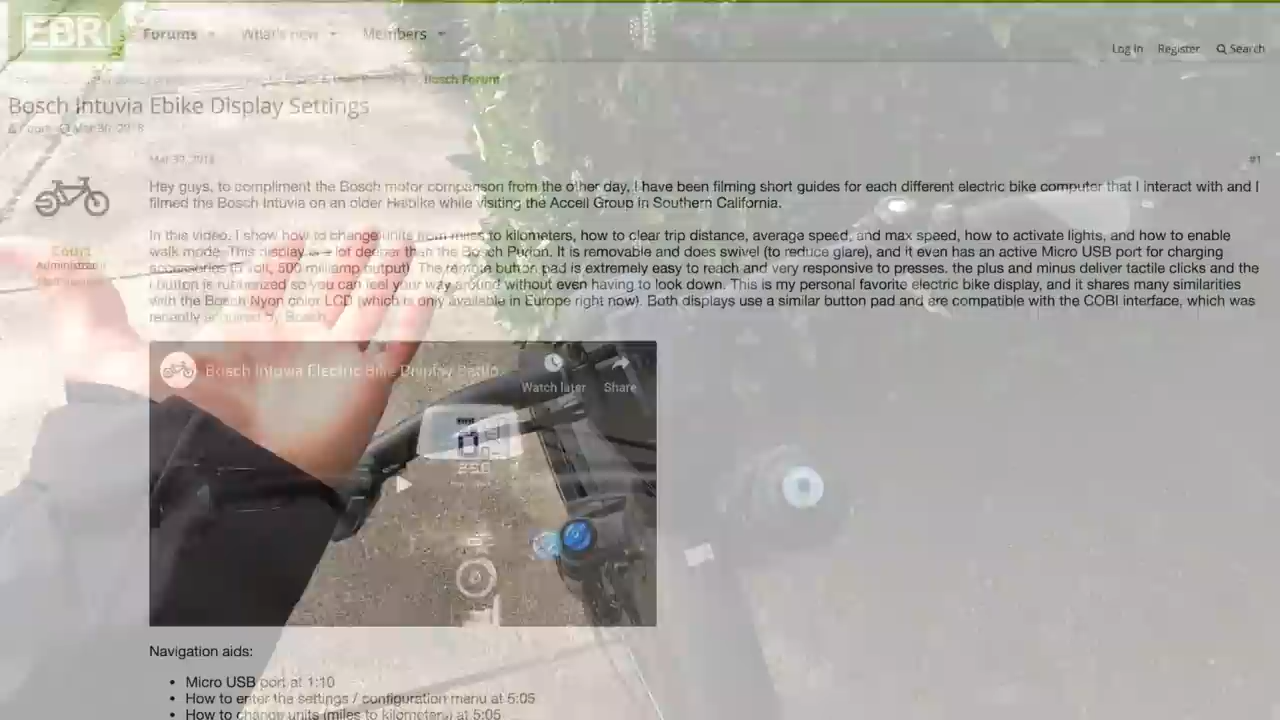 EBR
Forums What's new Members
Log in Register Search
Bosch Forum
Bosch Intuvia Ebike Display Settings
Court Mar 30, 2018
Mar 30, 2018 #1
Hey guys, to compliment the Bosch motor comparison from the other day, I have been filming short guides for each different electric bike computer that I interact with and I
filmed the Bosch Intuvia on an older Haibike while visiting the Accell Group in Southern California.
Court
Administrator
In this video, I show how to change units from miles to kilometers, how to clear trip distance, average speed, and max speed, how to activate lights, and how to enable
walk mode. This display is a lot deeper than the Bosch Purion. It is removable and does swivel (to reduce glare), and it even has an active Micro USB port for charging
accessories (5 volt, 500 milliamp output). The remote button pad is extremely easy to reach and very responsive to presses. the plus and minus deliver tactile clicks and the
i button is rubberized so you can feel your way around without even having to look down. This is my personal favorite electric bike display, and it shares many similarities
with the Bosch Nyon color LCD (which is only available in Europe right now). Both displays use a similar button pad and are compatible with the COBI interface, which was
recently acquired by Bosch.
Bosch Intuvia Electric Bike Display Settin...
Watch later Share
Navigation aids:
• Micro USB port at 1:10
• How to enter the settings / configuration menu at 5:05
• How to change units (miles to kilometers) at 5:05